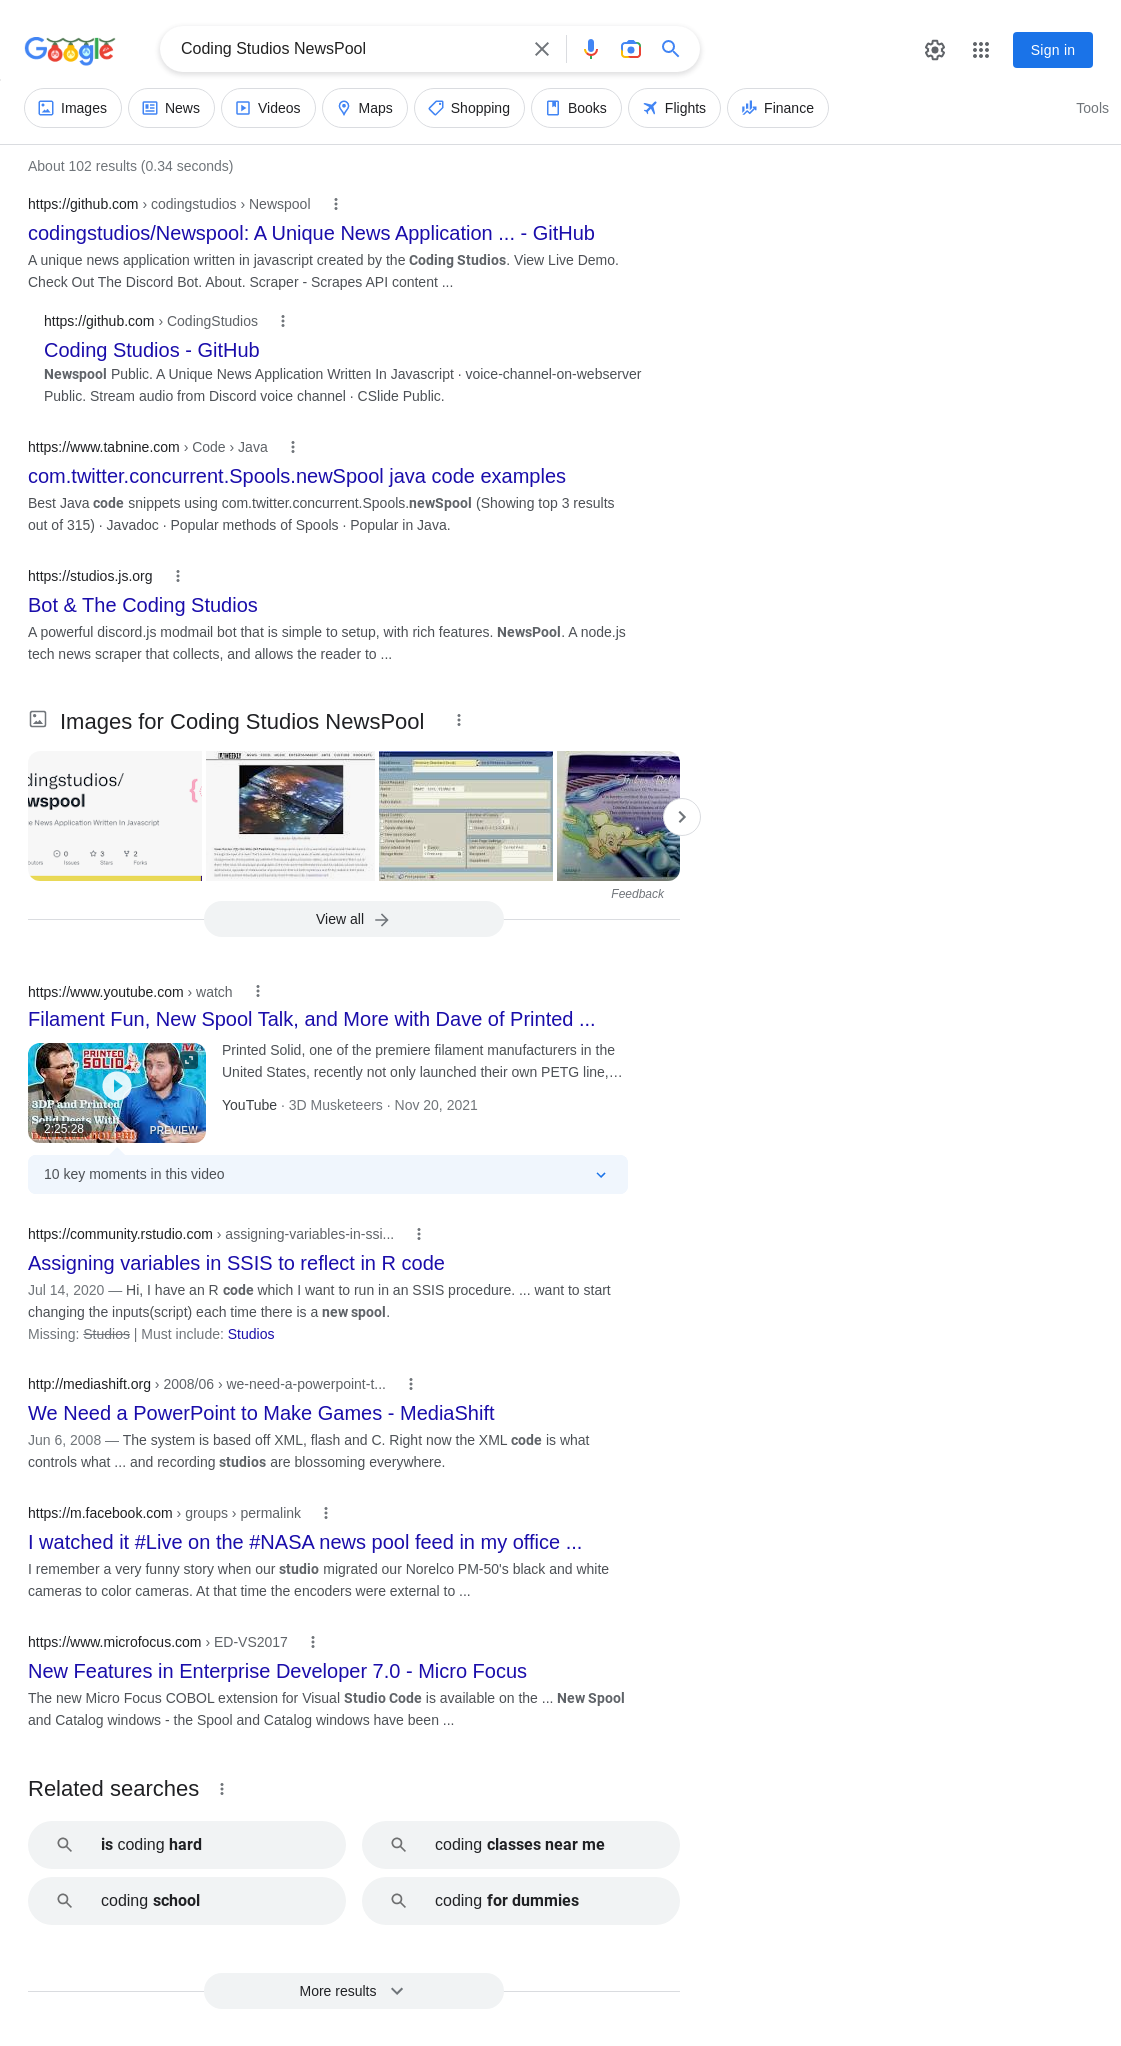 Google
Coding Studios NewsPool
Sign in
Images
News
Videos
Maps
Shopping
Books
Flights
Finance
Tools
About 102 results (0.34 seconds)
https://github.com › codingstudios › Newspool
codingstudios/Newspool: A Unique News Application ... - GitHub
A unique news application written in javascript created by the Coding Studios. View Live Demo.
Check Out The Discord Bot. About. Scraper - Scrapes API content ...
https://github.com › CodingStudios
Coding Studios - GitHub
Newspool Public. A Unique News Application Written In Javascript · voice-channel-on-webserver
Public. Stream audio from Discord voice channel · CSlide Public.
https://www.tabnine.com › Code › Java
com.twitter.concurrent.Spools.newSpool java code examples
Best Java code snippets using com.twitter.concurrent.Spools.newSpool (Showing top 3 results
out of 315) · Javadoc · Popular methods of Spools · Popular in Java.
https://studios.js.org
Bot & The Coding Studios
A powerful discord.js modmail bot that is simple to setup, with rich features. NewsPool. A node.js
tech news scraper that collects, and allows the reader to ...
Images for Coding Studios NewsPool
dingstudios/
wspool
e News Application Written In Javascript
0
3
2
Issues
Stars
Forks
Feedback
View all
https://www.youtube.com › watch
Filament Fun, New Spool Talk, and More with Dave of Printed ...
PRINTED
SOLID
3DP and Printed
Solid Deets With
2:25:28
PREVIEW
Printed Solid, one of the premiere filament manufacturers in the
United States, recently not only launched their own PETG line,…
YouTube · 3D Musketeers · Nov 20, 2021
10 key moments in this video
https://community.rstudio.com › assigning-variables-in-ssi...
Assigning variables in SSIS to reflect in R code
Jul 14, 2020 — Hi, I have an R code which I want to run in an SSIS procedure. ... want to start
changing the inputs(script) each time there is a new spool.
Missing: Studios | Must include: Studios
http://mediashift.org › 2008/06 › we-need-a-powerpoint-t...
We Need a PowerPoint to Make Games - MediaShift
Jun 6, 2008 — The system is based off XML, flash and C. Right now the XML code is what
controls what ... and recording studios are blossoming everywhere.
https://m.facebook.com › groups › permalink
I watched it #Live on the #NASA news pool feed in my office ...
I remember a very funny story when our studio migrated our Norelco PM-50's black and white
cameras to color cameras. At that time the encoders were external to ...
https://www.microfocus.com › ED-VS2017
New Features in Enterprise Developer 7.0 - Micro Focus
The new Micro Focus COBOL extension for Visual Studio Code is available on the ... New Spool
and Catalog windows - the Spool and Catalog windows have been ...
Related searches
is coding hard
coding classes near me
coding school
coding for dummies
More results